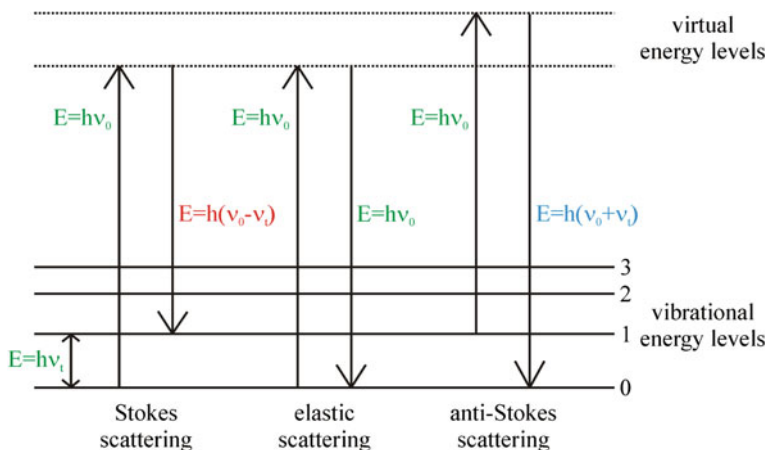 virtual
energy levels
E=hν₀
E=hν₀
E=hν₀
E=h(ν₀-νₜ)
E=hν₀
E=h(ν₀+νₜ)
3
2
1
vibrational
energy levels
E=hνₜ
0
Stokes
scattering
elastic
scattering
anti-Stokes
scattering